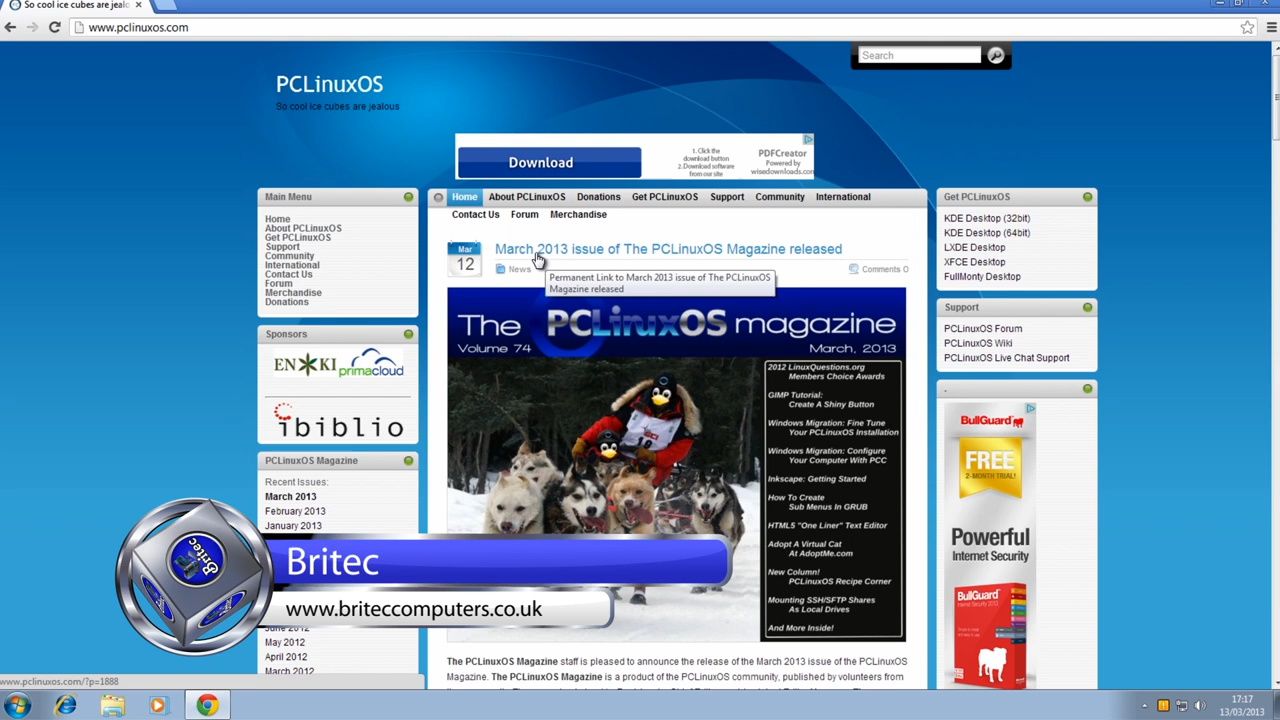 So cool ice cubes are jealo
www.pclinuxos.com
Search
PCLinuxOS
So cool ice cubes are jealous
Download
1. Click the
download button
2. Download software
from our site
PDFCreator
Powered by
wisedownloads.com
Main Menu
Home
About PCLinuxOS
Get PCLinuxOS
Support
Community
International
Contact Us
Forum
Merchandise
Donations
Sponsors
ENKI primacloud
ibiblio
PCLinuxOS Magazine
Recent Issues:
March 2013
February 2013
January 2013
May 2012
April 2012
March 2012
Home About PCLinuxOS Donations Get PCLinuxOS Support Community International
Contact Us Forum Merchandise
Mar
12
March 2013 issue of The PCLinuxOS Magazine released
News
Comments 0
Permanent Link to March 2013 issue of The PCLinuxOS
Magazine released
The PCLinuxOS magazine
Volume 74
March, 2013
2012 LinuxQuestions.org
Members Choice Awards
GIMP Tutorial:
Create A Shiny Button
Windows Migration: Fine Tune
Your PCLinuxOS Installation
Windows Migration: Configure
Your Computer With PCC
Inkscape: Getting Started
How To Create
Sub Menus In GRUB
HTML5 "One Liner" Text Editor
Adopt A Virtual Cat
At AdoptMe.com
New Column!
PCLinuxOS Recipe Corner
Mounting SSH/SFTP Shares
As Local Drives
And More Inside!
The PCLinuxOS Magazine staff is pleased to announce the release of the March 2013 issue of the PCLinuxOS
Magazine. The PCLinuxOS Magazine is a product of the PCLinuxOS community, published by volunteers from
Get PCLinuxOS
KDE Desktop (32bit)
KDE Desktop (64bit)
LXDE Desktop
XFCE Desktop
FullMonty Desktop
Support
PCLinuxOS Forum
PCLinuxOS Wiki
PCLinuxOS Live Chat Support
.
BullGuard
FREE
2-MONTH TRIAL!
Powerful
Internet Security
BullGuard
Britec
Britec
www.briteccomputers.co.uk
www.pclinuxos.com/?p=1888
17:17
13/03/2013